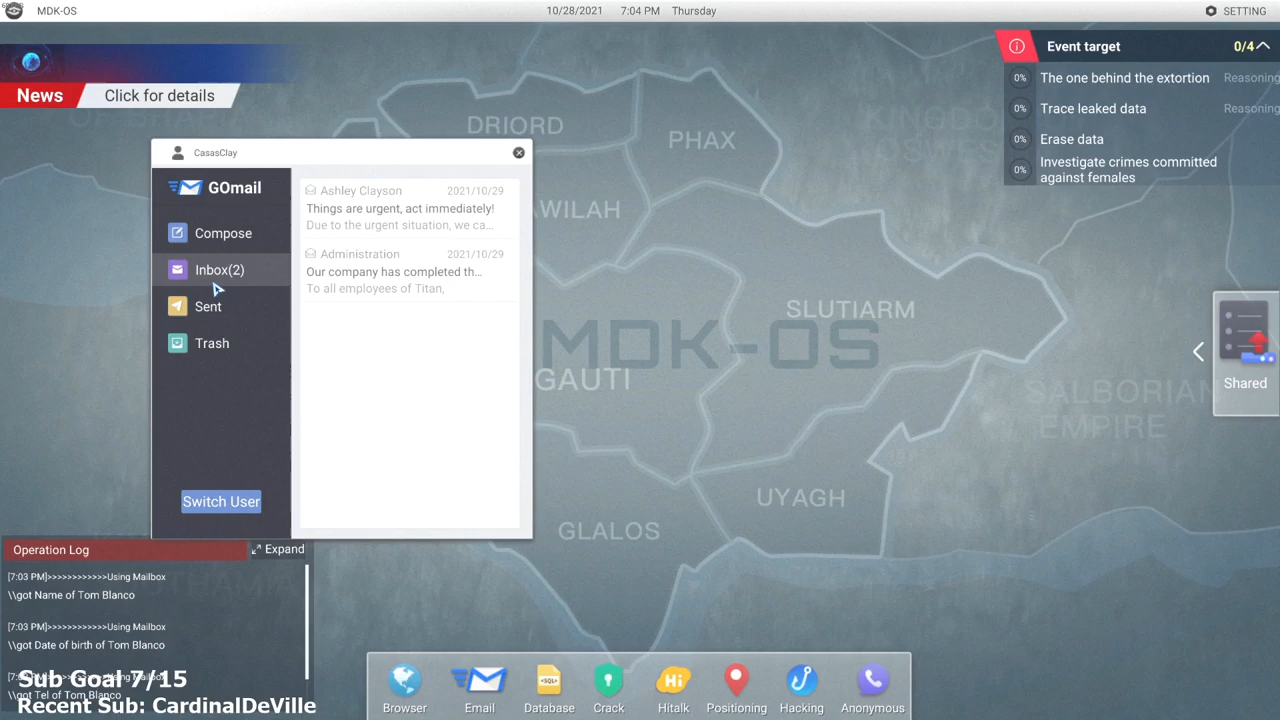 MDK-OS
10/28/2021
7:04 PM
Thursday
SETTING
News
Click for details
Event target
0/4
0%
The one behind the extortion
Reasoning
0%
Trace leaked data
Reasoning
0%
Erase data
0%
Investigate crimes committed
against females
CasasClay
GOmail
Compose
Inbox(2)
Sent
Trash
Switch User
Ashley Clayson
2021/10/29
Things are urgent, act immediately!
Due to the urgent situation, we ca...
Administration
2021/10/29
Our company has completed th...
To all employees of Titan,
DRIORD
PHAX
AWILAH
SLUTIARM
MDK-OS
GAUTI
KINGDO
SALBORIAN
EMPIRE
UYAGH
GLALOS
Shared
Operation Log
Expand
[7:03 PM]>>>>>>>>>>>>Using Mailbox
\\got Name of Tom Blanco
[7:03 PM]>>>>>>>>>>>>Using Mailbox
\\got Date of birth of Tom Blanco
\\got Tel of Tom Blanco
Sub Goal 7/15
Recent Sub: CardinalDeVille
Browser
Email
<SQL>
Database
Crack
Hi
Hitalk
Positioning
Hacking
Anonymous